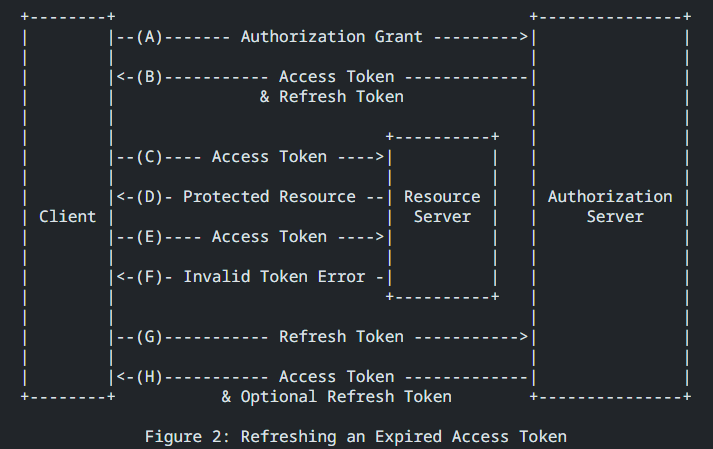 +--------+                                           +---------------+
|        |--(A)------- Authorization Grant --------->|               |
|        |                                           |               |
|        |<-(B)----------- Access Token -------------|               |
|        |               & Refresh Token             |               |
|        |                                           |               |
|        |                            +----------+   |               |
|        |--(C)---- Access Token ---->|          |   |               |
|        |                            |          |   |               |
|        |<-(D)- Protected Resource --| Resource |   | Authorization |
| Client |                            |  Server  |   |     Server    |
|        |--(E)---- Access Token ---->|          |   |               |
|        |                            |          |   |               |
|        |<-(F)- Invalid Token Error -|          |   |               |
|        |                            +----------+   |               |
|        |                                           |               |
|        |--(G)----------- Refresh Token ----------->|               |
|        |                                           |               |
|        |<-(H)----------- Access Token -------------|               |
+--------+           & Optional Refresh Token        +---------------+
Figure 2: Refreshing an Expired Access Token